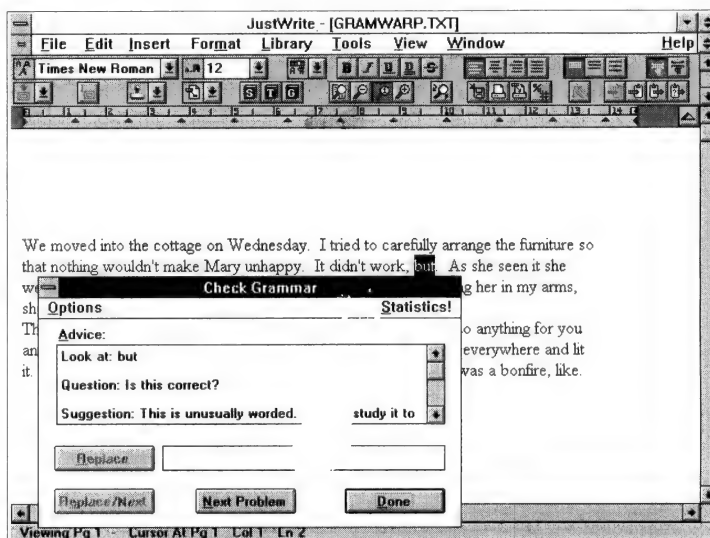 JustWrite - [GRAMWARP.TXT]
File Edit Insert Format Library Tools View Window Help
Times New Roman 12
B I U D S
S T O
We moved into the cottage on Wednesday. I tried to carefully arrange the furniture so
that nothing wouldn't make Mary unhappy. It didn't work, but. As she seen it she
Check Grammar
g her in my arms,
Options Statistics!
Advice:
o anything for you
Look at: but
everywhere and lit
it.
was a bonfire, like.
Question: Is this correct?
Suggestion: This is unusually worded. study it to
Replace
Replace/Next Next Problem Done
Viewing Pg 1 - Cursor At Pg 1 Col 1 Ln 2